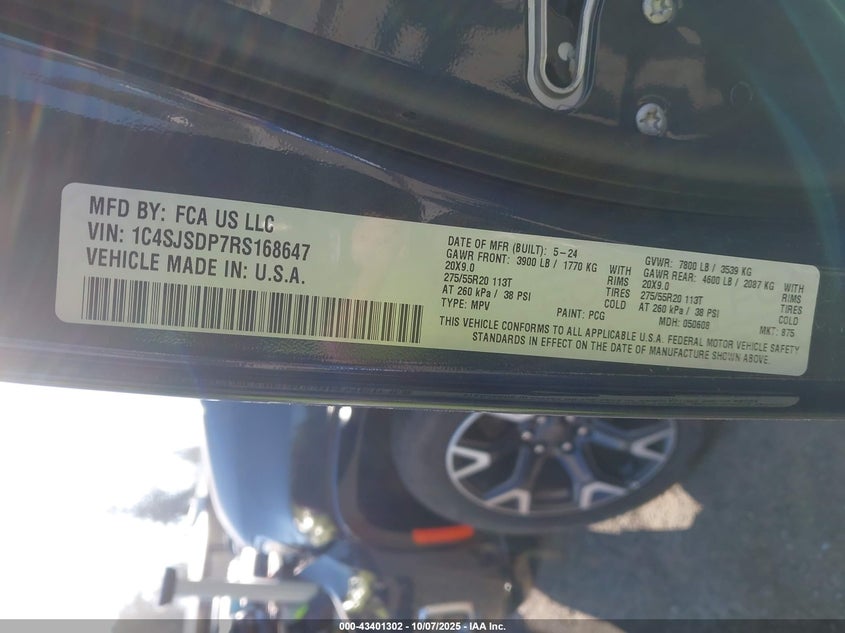 MFD BY: FCA US LLC
VIN: 1C4SJSDP7RS168647
VEHICLE MADE IN: U.S.A.
DATE OF MFR (BUILT): 5-24
GAWR FRONT: 3900 LB / 1770 KG WITH
20X9.0 RIMS
275/55R20 113T TIRES
AT 260 kPa / 38 PSI COLD
TYPE: MPV PAINT: PCG
GVWR: 7800 LB / 3539 KG
GAWR REAR: 4600 LB / 2087 KG WITH
20X9.0 RIMS
275/55R20 113T TIRES
AT 260 kPa / 38 PSI COLD
MDH: 050608 MKT: 875
THIS VEHICLE CONFORMS TO ALL APPLICABLE U.S.A. FEDERAL MOTOR VEHICLE SAFETY
STANDARDS IN EFFECT ON THE DATE OF MANUFACTURE SHOWN ABOVE.
000-43401302 - 10/07/2025 - IAA Inc.